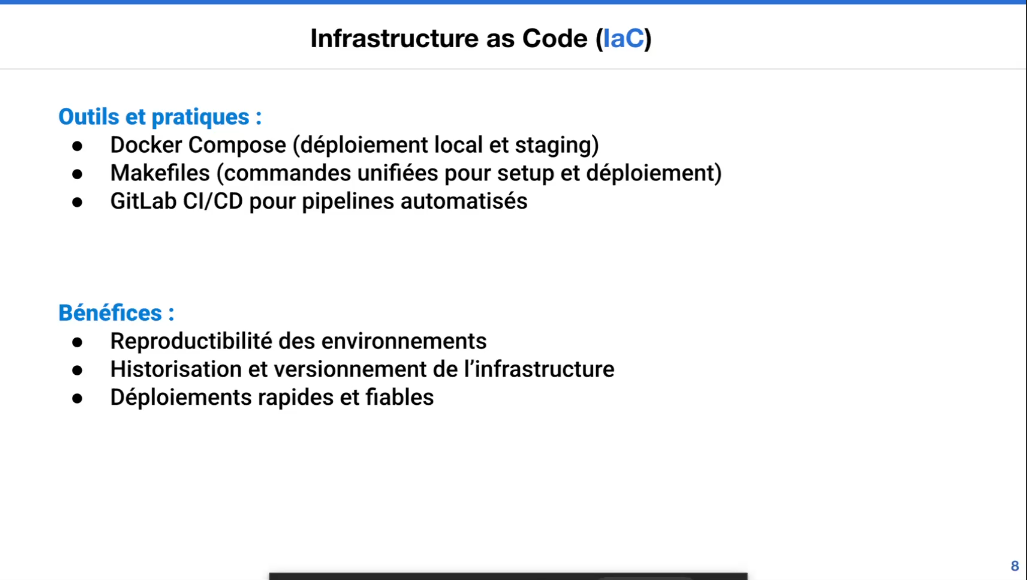 Infrastructure as Code (IaC)
Outils et pratiques :
● Docker Compose (déploiement local et staging)
● Makefiles (commandes unifiées pour setup et déploiement)
● GitLab CI/CD pour pipelines automatisés
Bénéfices :
● Reproductibilité des environnements
● Historisation et versionnement de l’infrastructure
● Déploiements rapides et fiables
8